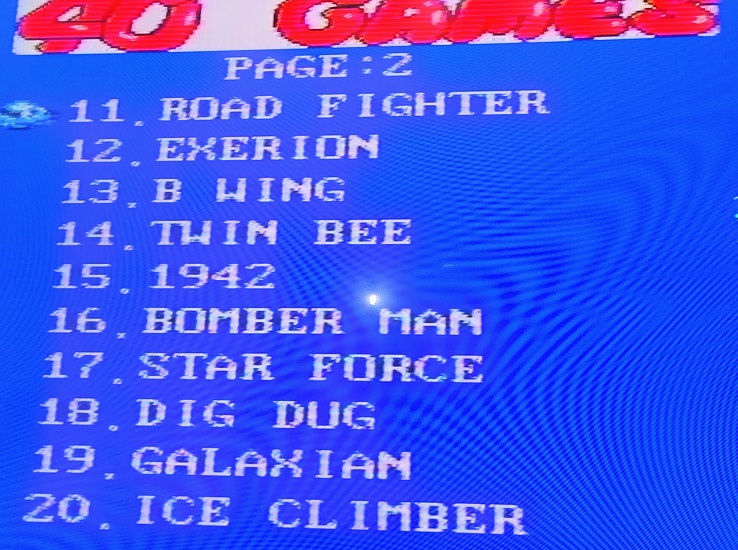 40 GAMES
PAGE:2
11.ROAD FIGHTER
12.EXERION
13.B WING
14.TWIN BEE
15.1942
16.BOMBER MAN
17.STAR FORCE
18.DIG DUG
19.GALAXIAN
20.ICE CLIMBER